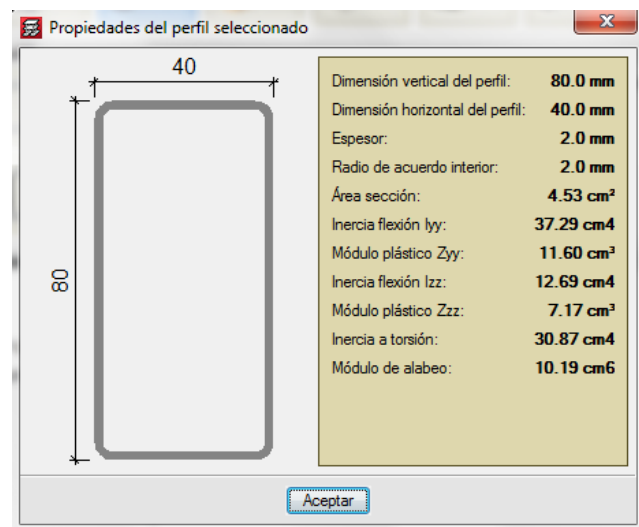 Propiedades del perfil seleccionado
40
80
Dimensión vertical del perfil: 80.0 mm
Dimensión horizontal del perfil: 40.0 mm
Espesor: 2.0 mm
Radio de acuerdo interior: 2.0 mm
Área sección: 4.53 cm²
Inercia flexión Iyy: 37.29 cm4
Módulo plástico Zyy: 11.60 cm³
Inercia flexión Izz: 12.69 cm4
Módulo plástico Zzz: 7.17 cm³
Inercia a torsión: 30.87 cm4
Módulo de alabeo: 10.19 cm6
Aceptar